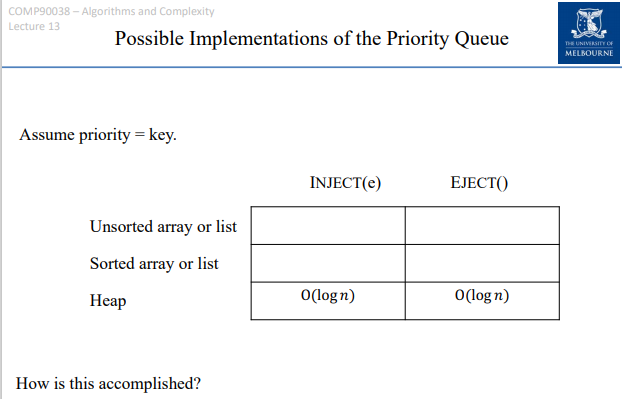 COMP90038 – Algorithms and Complexity
Lecture 13
Possible Implementations of the Priority Queue
THE UNIVERSITY OF
MELBOURNE
Assume priority = key.
INJECT(e) EJECT()
Unsorted array or list
Sorted array or list
Heap O(log n) O(log n)
How is this accomplished?